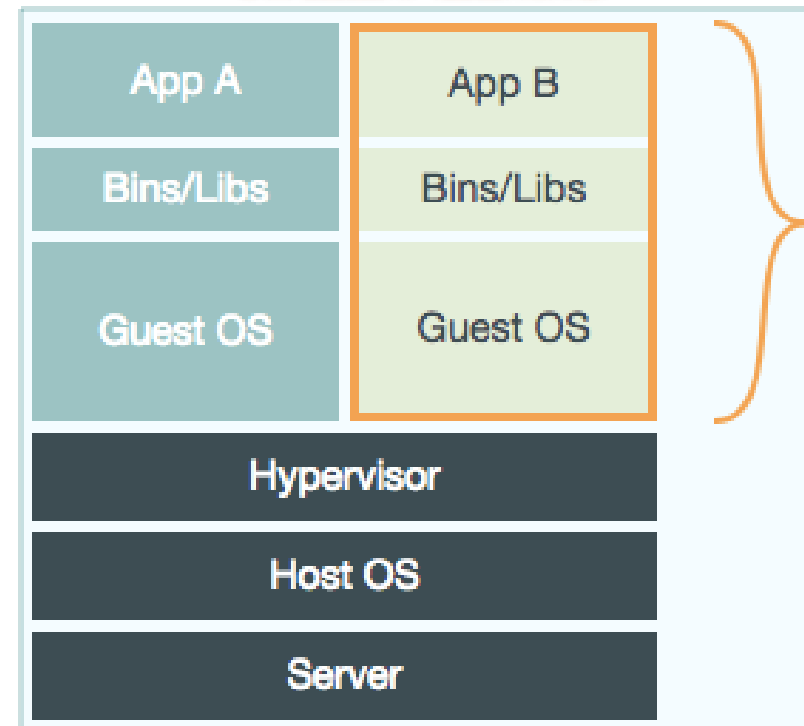 App A
App B
Bins/Libs
Bins/Libs
Guest OS
Guest OS
Hypervisor
Host OS
Server